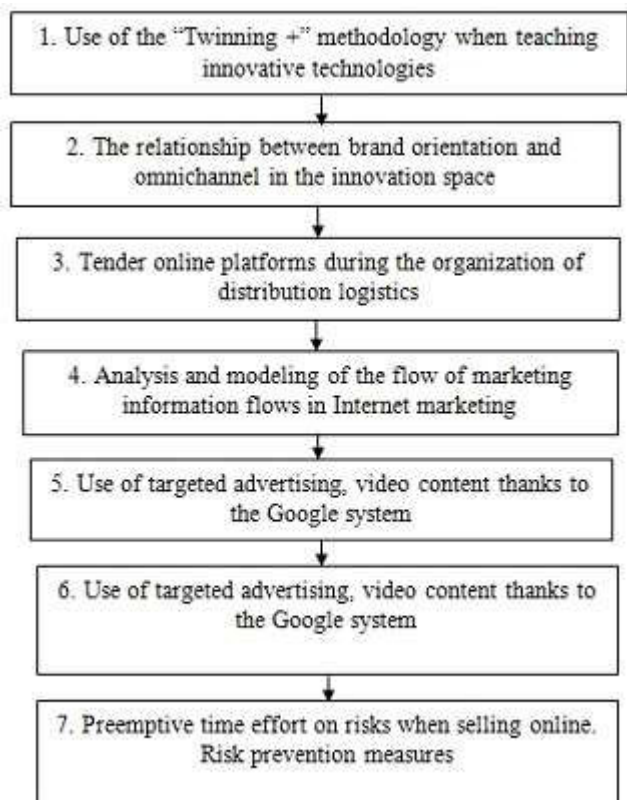 1. Use of the “Twinning +” methodology when teaching
innovative technologies
2. The relationship between brand orientation and
omnichannel in the innovation space
3. Tender online platforms during the organization of
distribution logistics
4. Analysis and modeling of the flow of marketing
information flows in Internet marketing
5. Use of targeted advertising, video content thanks to
the Google system
6. Use of targeted advertising, video content thanks to
the Google system
7. Preemptive time effort on risks when selling online.
Risk prevention measures